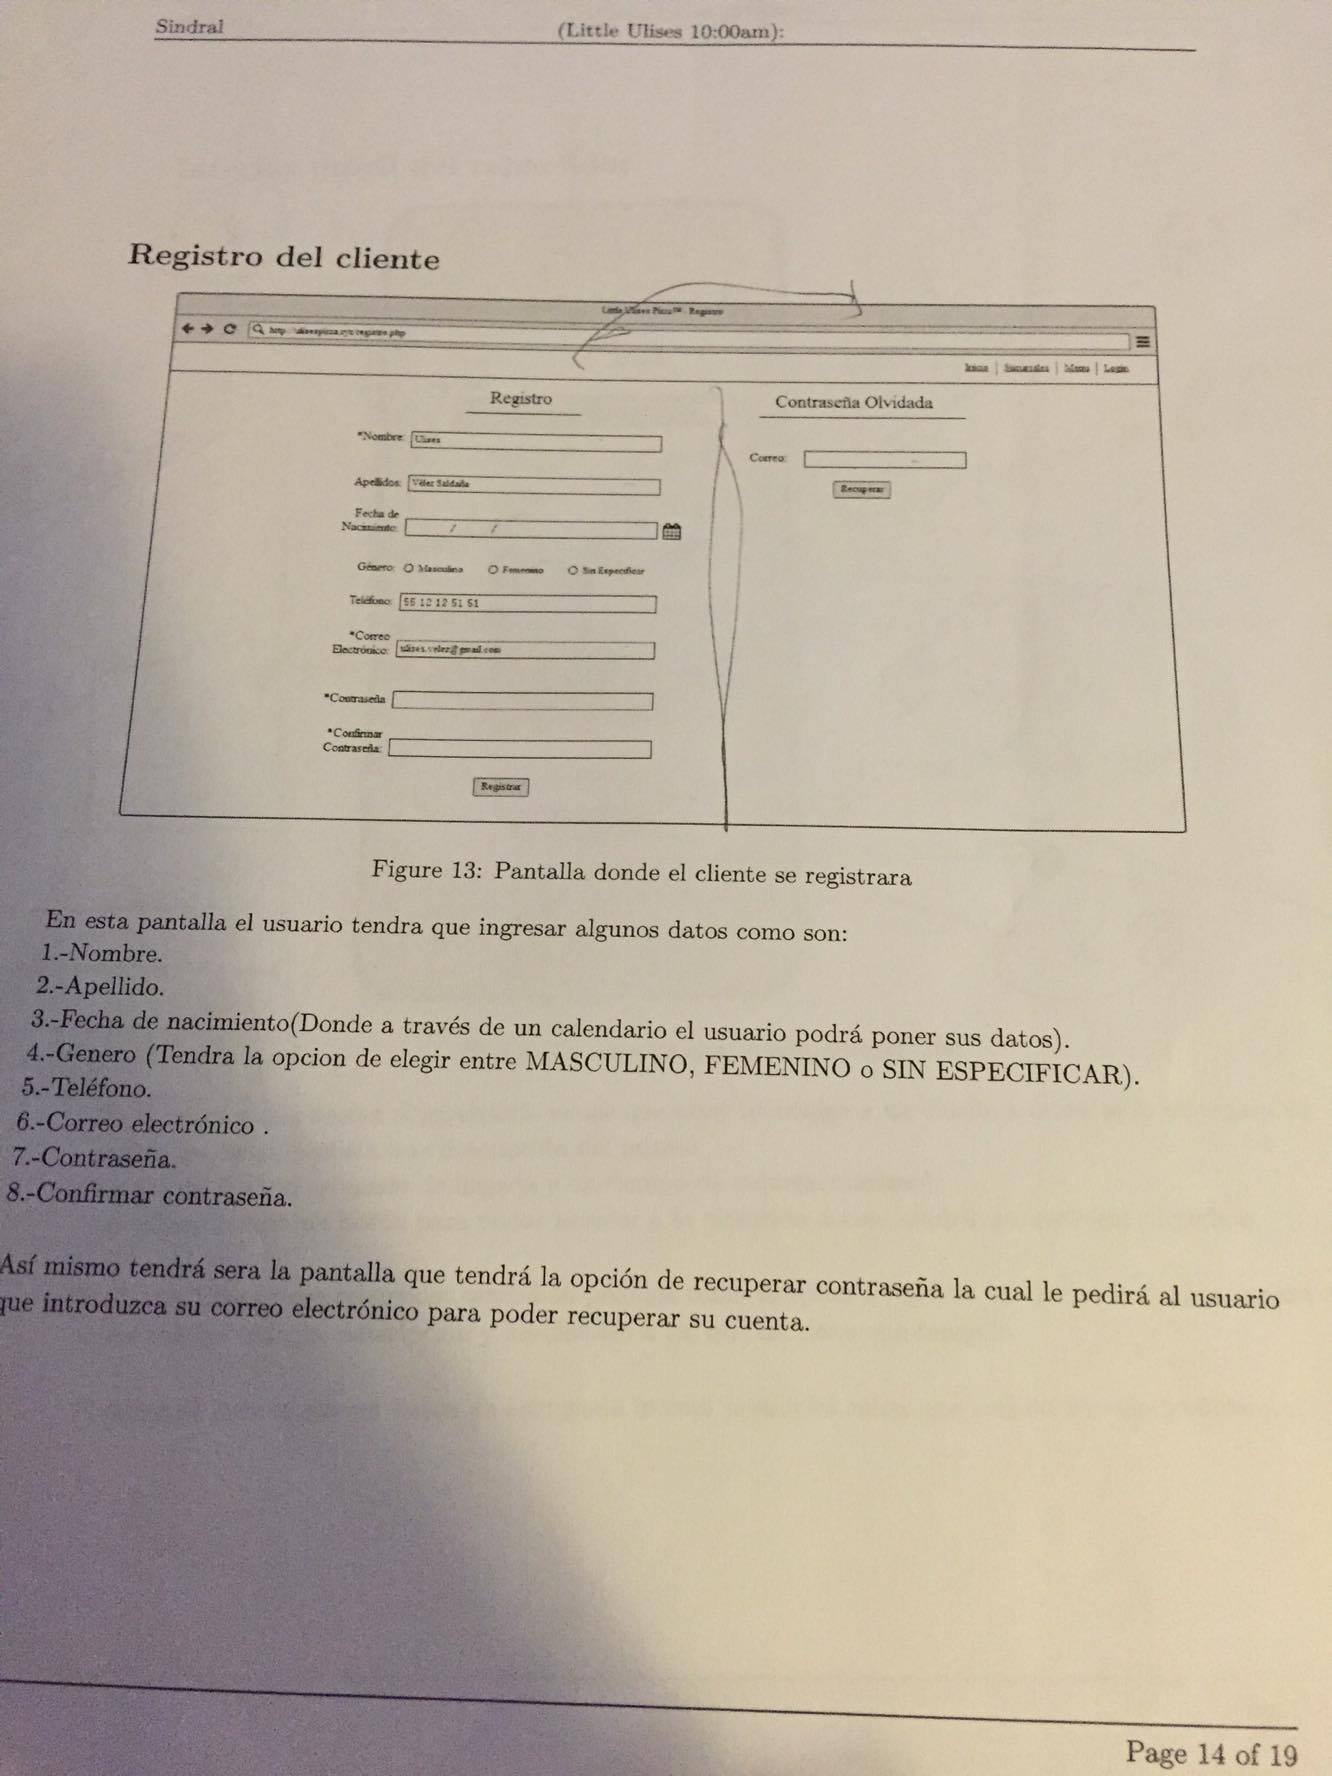 Sindral (Little Ulises 10:00am):
Registro del cliente
Little Ulises Pizza™ - Registro
http ulisespizza.xyz/registro.php
Inicio | Sucursales | Menu | Login
Registro
Contraseña Olvidada
*Nombre: Ulises
Correo:
Apellidos: Vélez Saldaña
Recuperar
Fecha de
Nacimiento: / /
Género: Masculino Femenino Sin Especificar
Teléfono: 55 12 12 51 51
*Correo
Electrónico: ulises.velez@gmail.com
*Contraseña
*Confirmar
Contraseña:
Registrar
Figure 13: Pantalla donde el cliente se registrara
En esta pantalla el usuario tendra que ingresar algunos datos como son:
1.-Nombre.
2.-Apellido.
3.-Fecha de nacimiento(Donde a través de un calendario el usuario podrá poner sus datos).
4.-Genero (Tendra la opcion de elegir entre MASCULINO, FEMENINO o SIN ESPECIFICAR).
5.-Teléfono.
6.-Correo electrónico .
7.-Contraseña.
8.-Confirmar contraseña.
Así mismo tendrá sera la pantalla que tendrá la opción de recuperar contraseña la cual le pedirá al usuario
que introduzca su correo electrónico para poder recuperar su cuenta.
Page 14 of 19